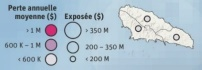 Perte annuelle
moyenne ($)
Exposée ($)
> 1 M
> 350 M
600 K – 1 M
200 – 350 M
< 600 K
< 200 M